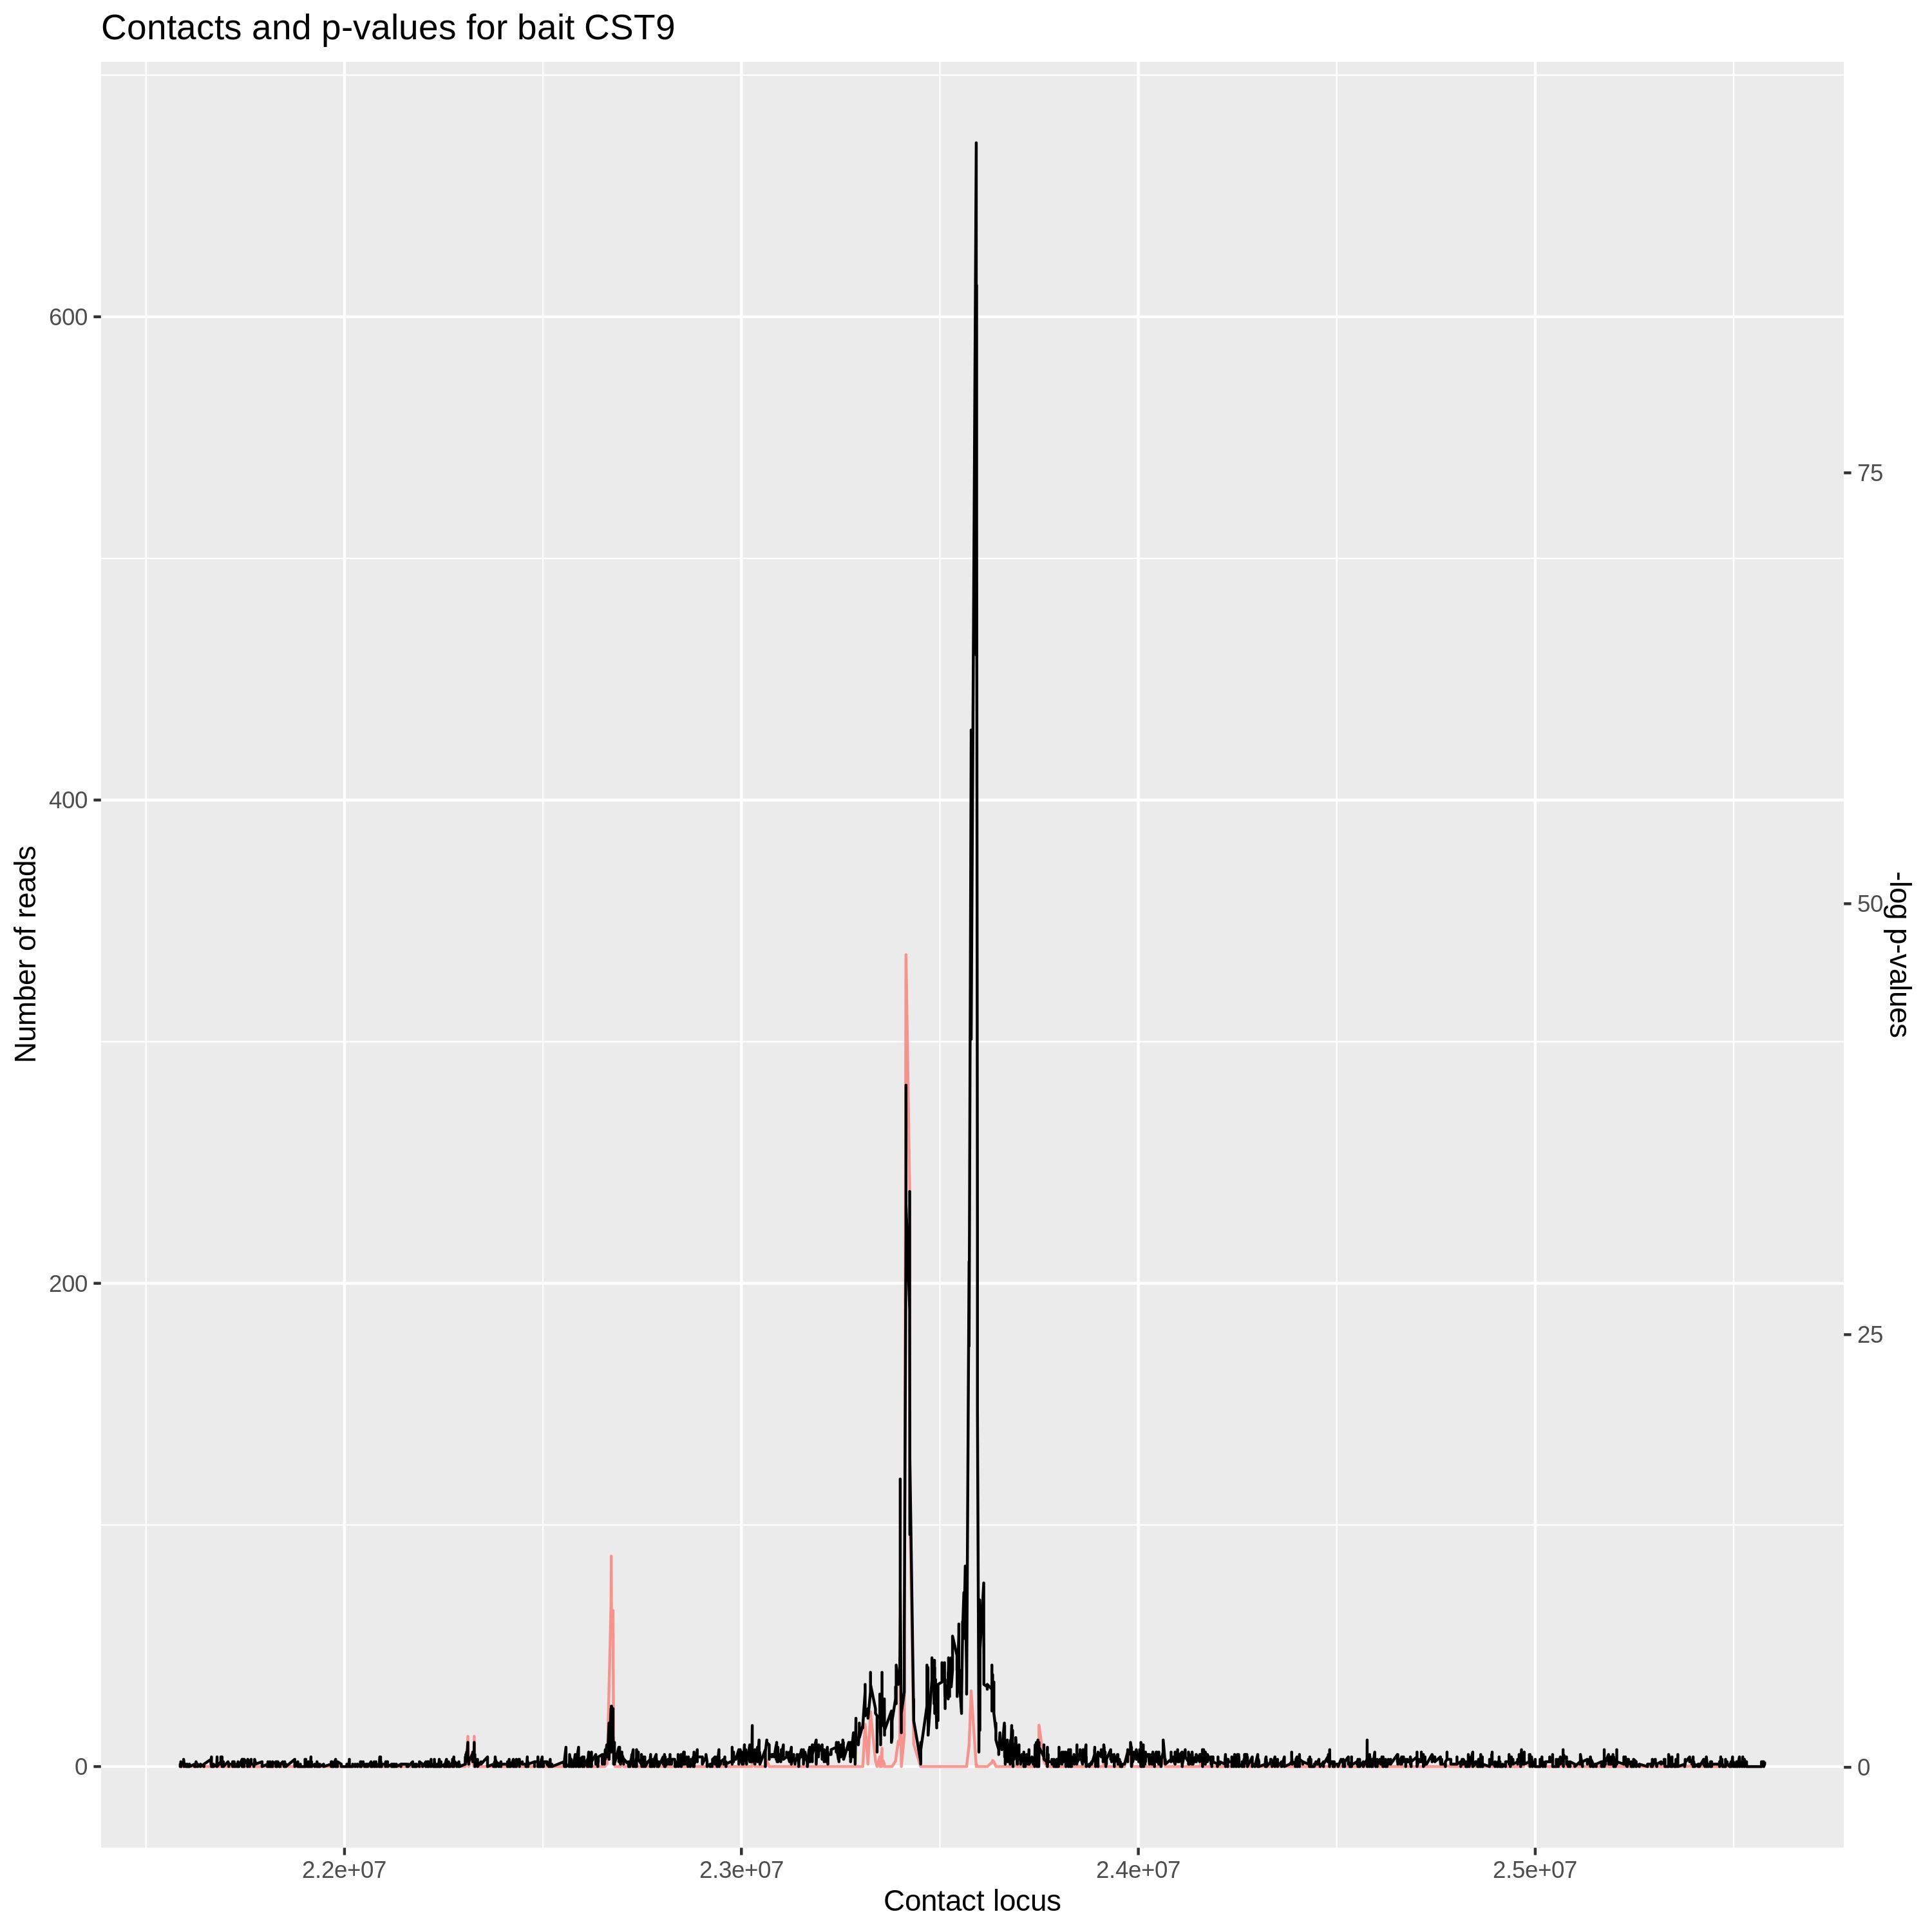 Contacts and p-values for bait CST9
600
400
200
0
Number of reads
75
50
25
0
-log p-values
2.2e+07 2.3e+07 2.4e+07 2.5e+07
Contact locus